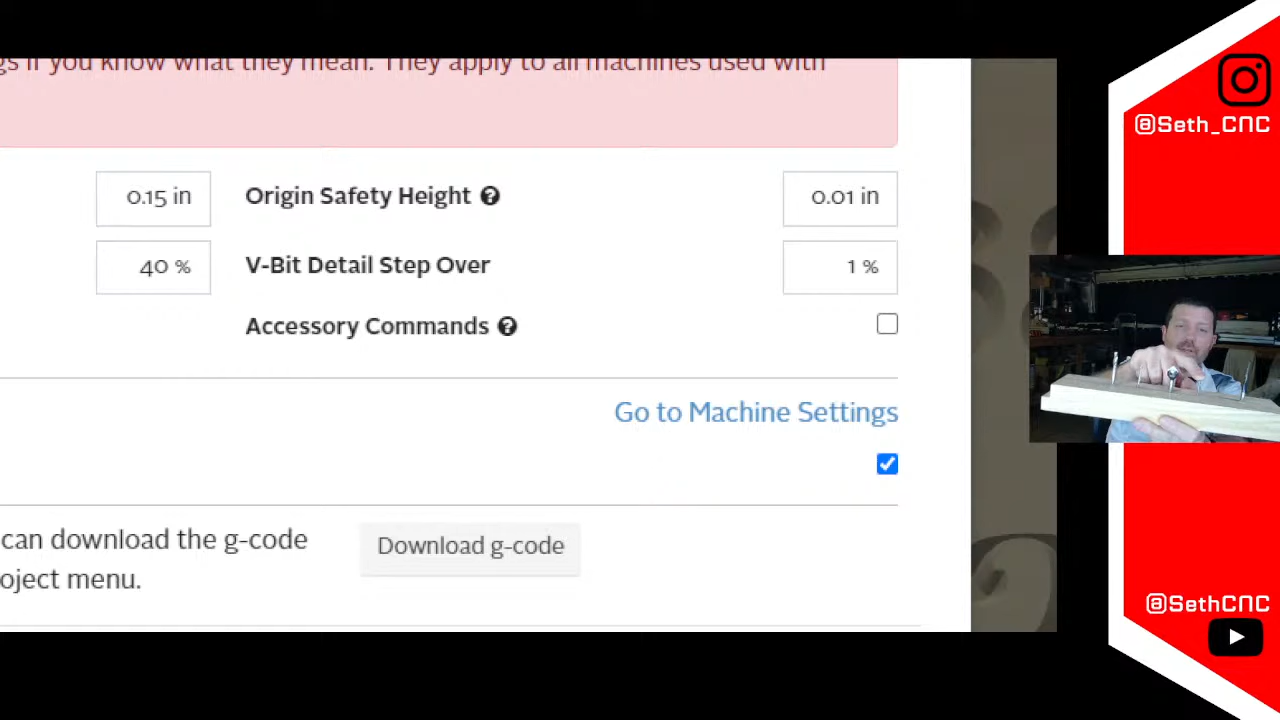 gs if you know what they mean. They apply to all machines used with
0.15 in Origin Safety Height ? 0.01 in
40 % V-Bit Detail Step Over 1 %
Accessory Commands ?
Go to Machine Settings
can download the g-code
oject menu.
Download g-code
@Seth_CNC
@SethCNC